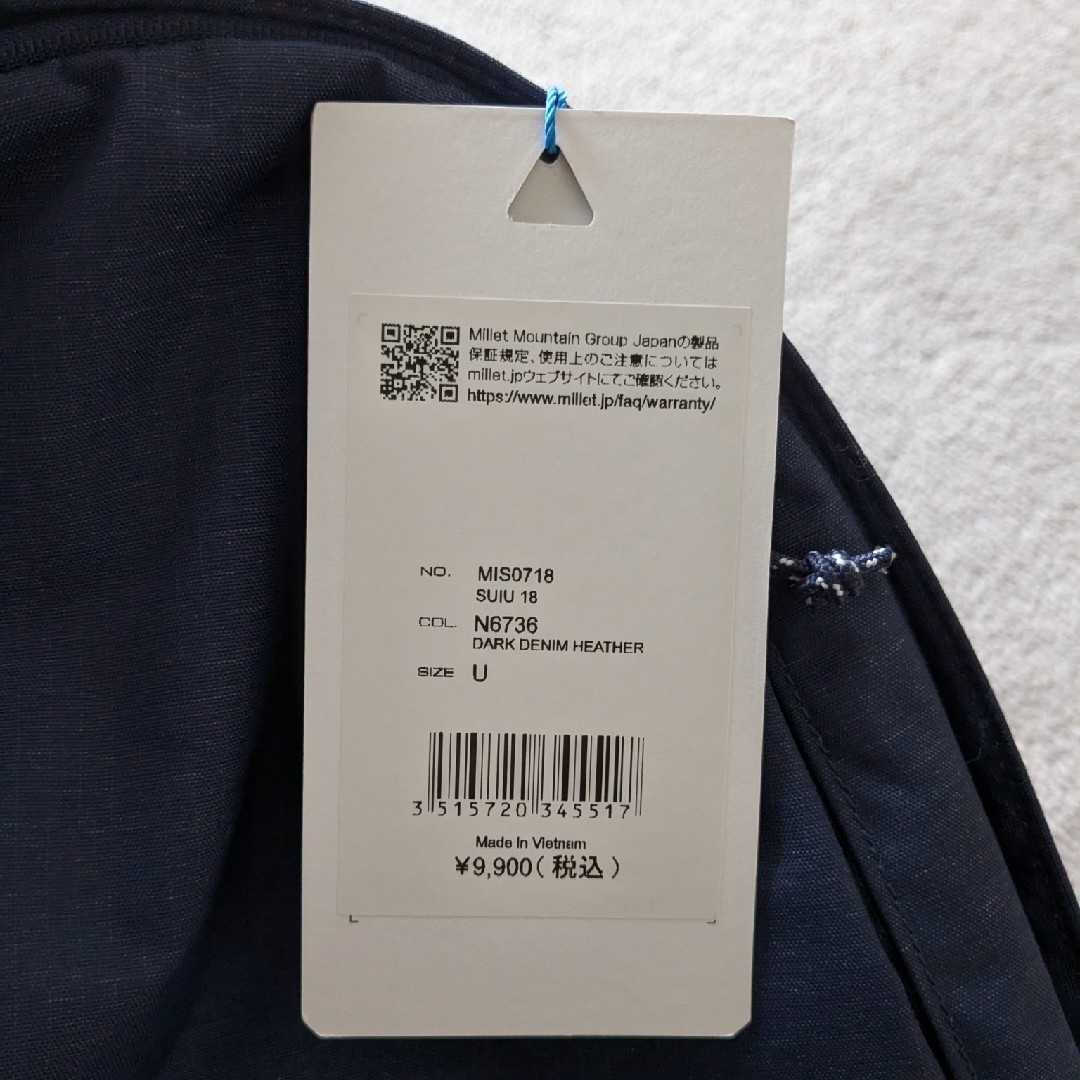 Millet Mountain Group Japanの製品
保証規定、使用上のご注意については
millet.jpウェブサイトにてご確認ください。
https://www.millet.jp/faq/warranty/
NO. MIS0718
SUIU 18
COL. N6736
DARK DENIM HEATHER
SIZE U
3 515720 345517
Made In Vietnam
¥9,900(税込)